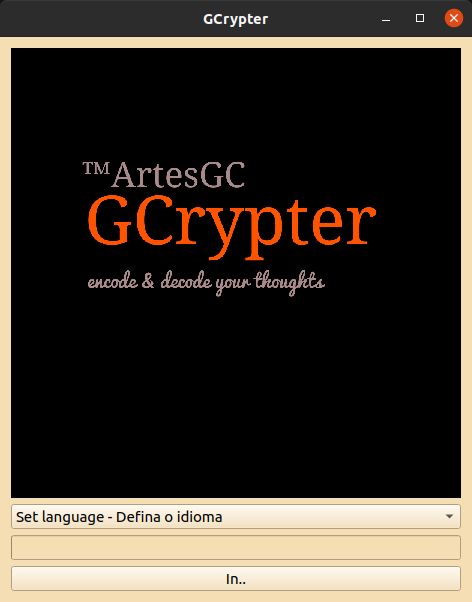 GCrypter
™ArtesGC
GCrypter
encode & decode your thoughts
Set language - Defina o idioma
In..